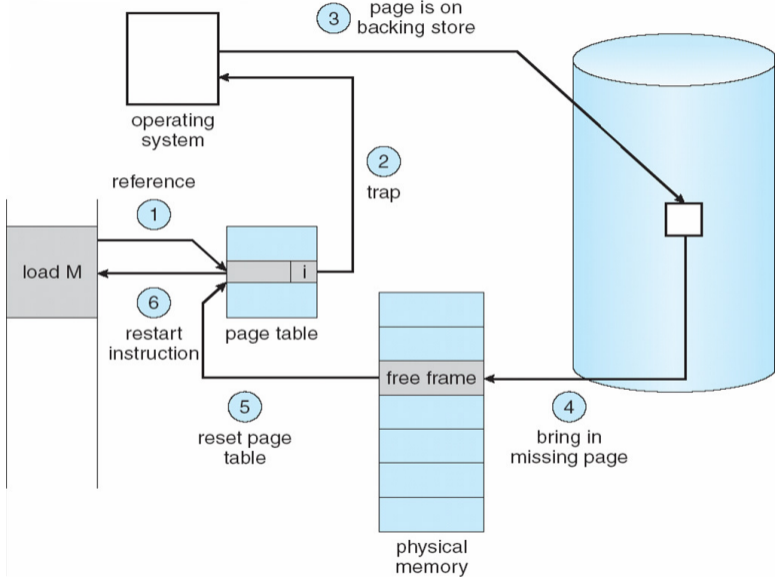 3
page is on
backing store
operating
system
2
trap
reference
1
load M
i
6
restart
instruction
page table
free frame
5
reset page
table
4
bring in
missing page
physical
memory